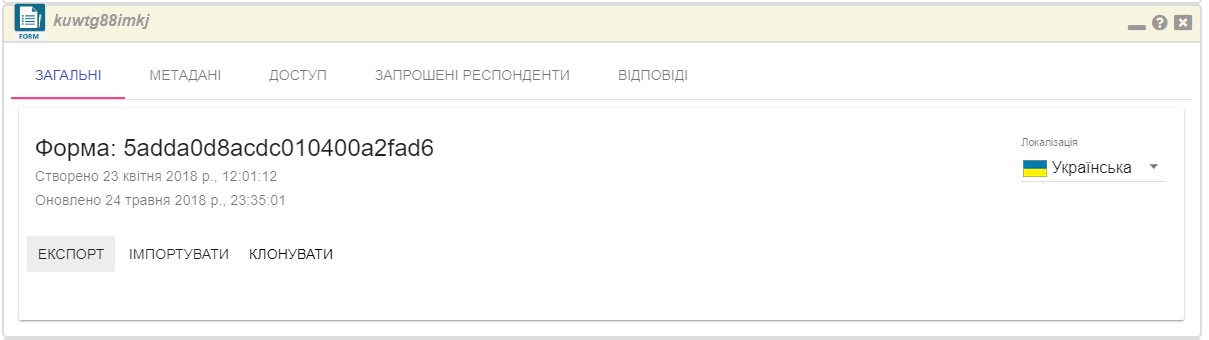 kuwtg88imkj
FORM
ЗАГАЛЬНІ МЕТАДАНІ ДОСТУП ЗАПРОШЕНІ РЕСПОНДЕНТИ ВІДПОВІДІ
Форма: 5adda0d8acdc010400a2fad6
Створено 23 квітня 2018 р., 12:01:12
Оновлено 24 травня 2018 р., 23:35:01
Локалізація
Українська
ЕКСПОРТ ІМПОРТУВАТИ КЛОНУВАТИ